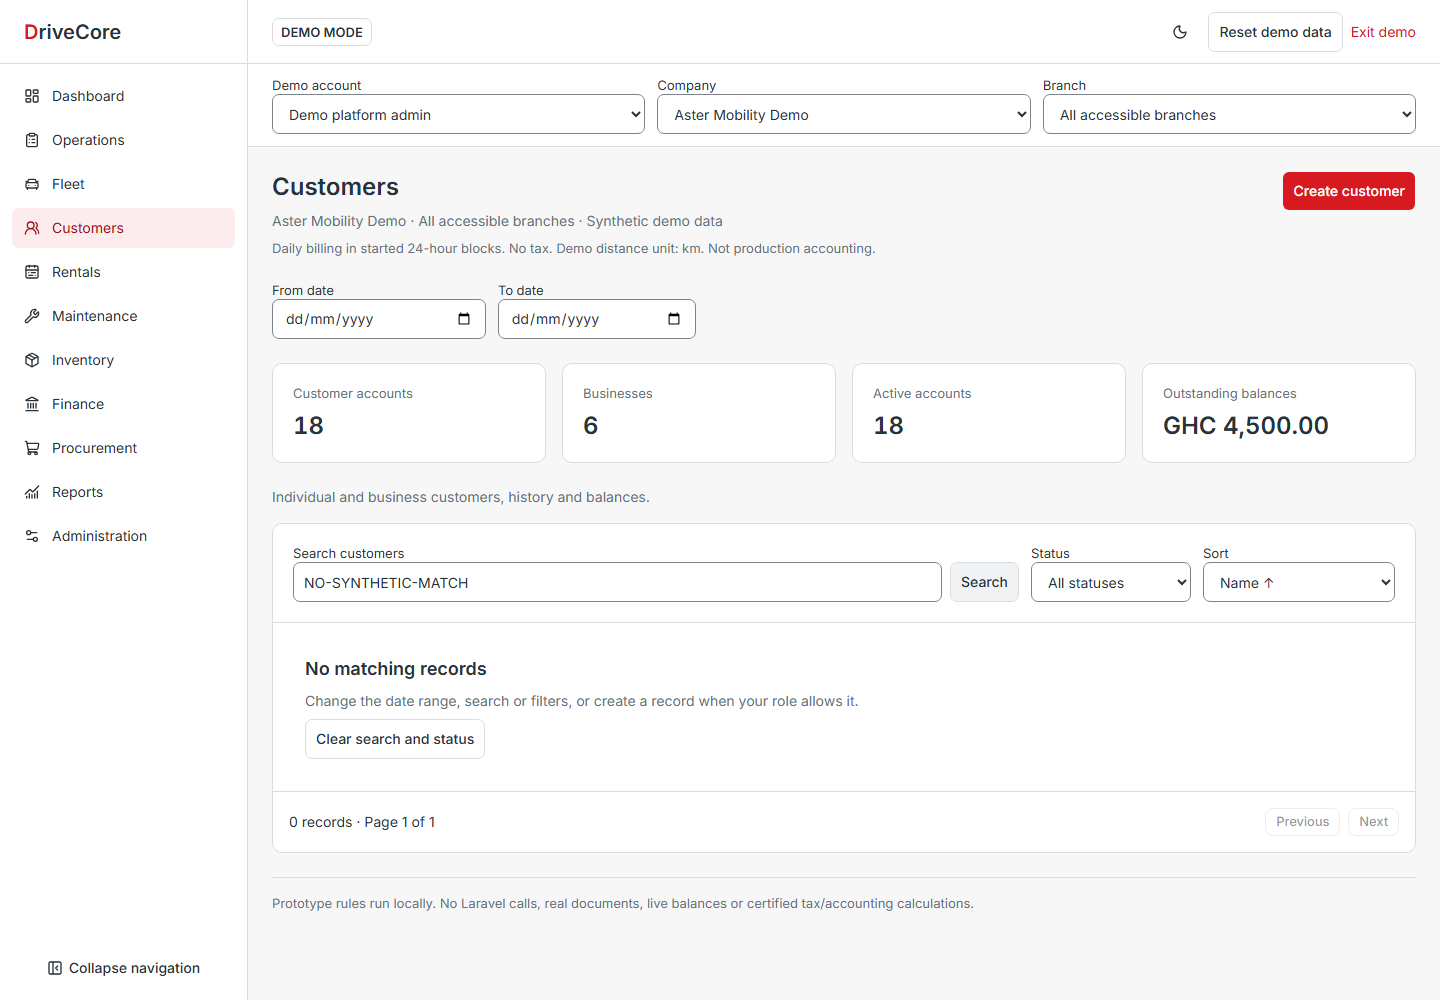 DriveCore
DEMO MODE
Reset demo data
Exit demo
Dashboard
Operations
Fleet
Customers
Rentals
Maintenance
Inventory
Finance
Procurement
Reports
Administration
Collapse navigation
Demo account
Company
Branch
Demo platform admin
Aster Mobility Demo
All accessible branches
Customers
Create customer
Aster Mobility Demo · All accessible branches · Synthetic demo data
Daily billing in started 24-hour blocks. No tax. Demo distance unit: km. Not production accounting.
From date
To date
dd/mm/yyyy
dd/mm/yyyy
Customer accounts
18
Businesses
6
Active accounts
18
Outstanding balances
GHC 4,500.00
Individual and business customers, history and balances.
Search customers
Status
Sort
NO-SYNTHETIC-MATCH
Search
All statuses
Name ↑
No matching records
Change the date range, search or filters, or create a record when your role allows it.
Clear search and status
0 records · Page 1 of 1
Previous
Next
Prototype rules run locally. No Laravel calls, real documents, live balances or certified tax/accounting calculations.